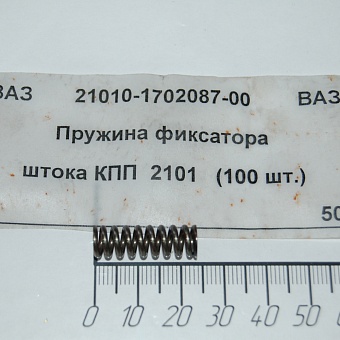 ВАЗ 21010-1702087-00 ВАЗ
Пружина фиксатора
штока КПП 2101 (100 шт.)
50
0 10 20 30 40 50